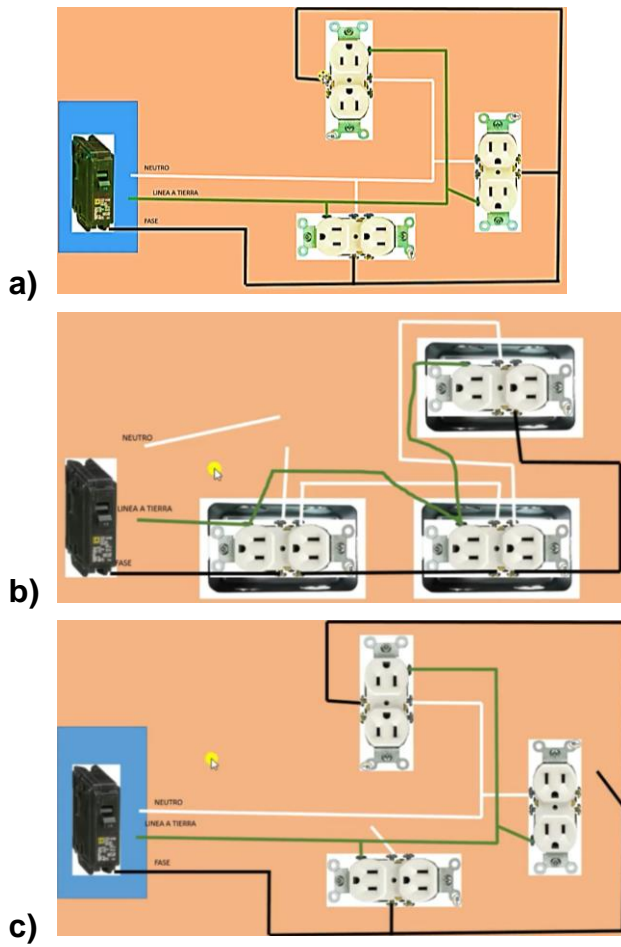 NEUTRO
LINEA A TIERRA
FASE
a)
NEUTRO
LINEA A TIERRA
FASE
b)
NEUTRO
LINEA A TIERRA
FASE
c)